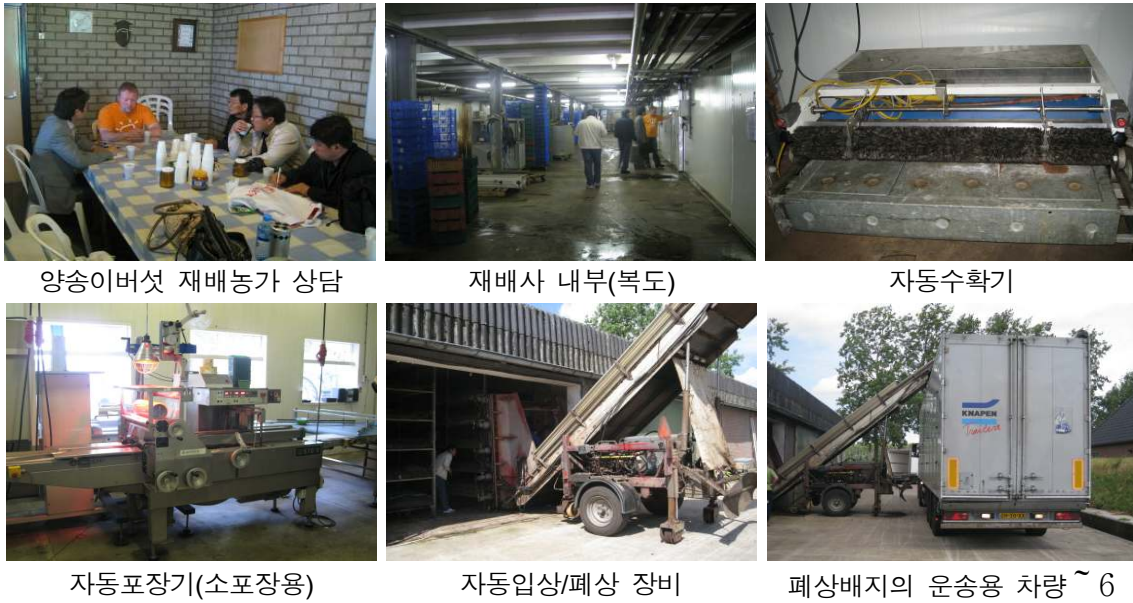 양송이버섯 재배농가 상담
재배사 내부(복도)
자동수확기
KNAPEN
Trailers
자동포장기(소포장용)
자동입상/폐상 장비
폐상배지의 운송용 차량~6